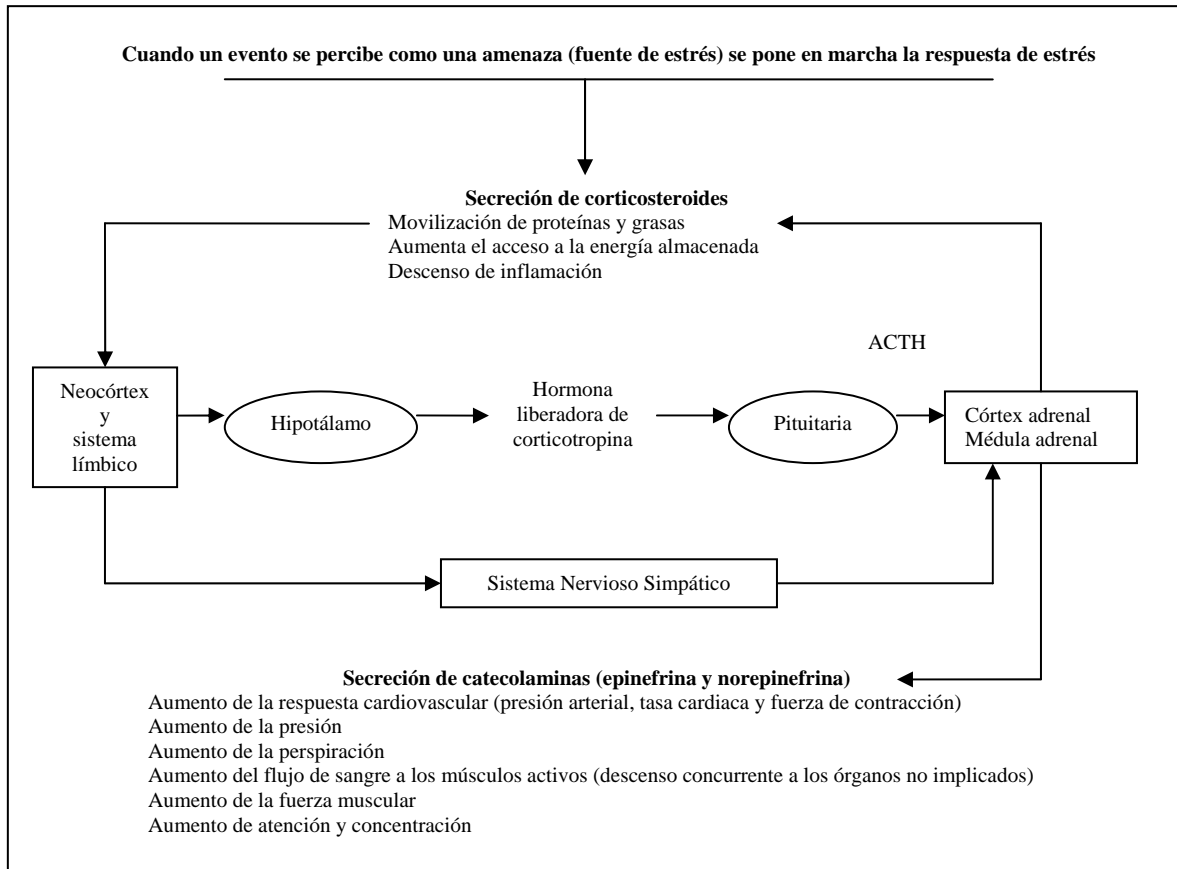 Cuando un evento se percibe como una amenaza (fuente de estrés) se pone en marcha la respuesta de estrés
Secreción de corticosteroides
Movilización de proteínas y grasas
Aumenta el acceso a la energía almacenada
Descenso de inflamación
ACTH
Neocórtex
y
sistema
límbico
Hipotálamo
Hormona
liberadora de
corticotropina
Pituitaria
Córtex adrenal
Médula adrenal
Sistema Nervioso Simpático
Secreción de catecolaminas (epinefrina y norepinefrina)
Aumento de la respuesta cardiovascular (presión arterial, tasa cardiaca y fuerza de contracción)
Aumento de la presión
Aumento de la perspiración
Aumento del flujo de sangre a los músculos activos (descenso concurrente a los órganos no implicados)
Aumento de la fuerza muscular
Aumento de atención y concentración